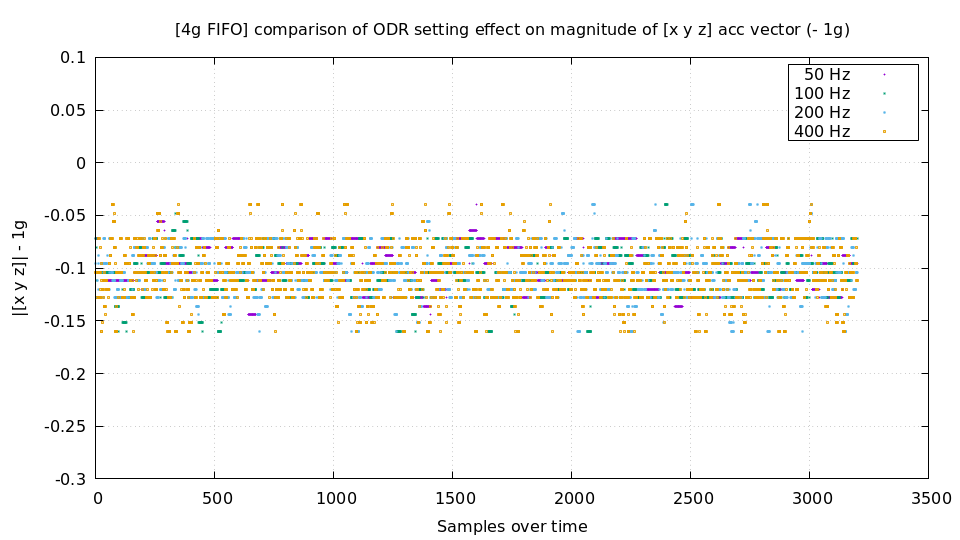 [4g FIFO] comparison of ODR setting effect on magnitude of [x y z] acc vector (- 1g)
0.1
0.05
0
-0.05
-0.1
-0.15
-0.2
-0.25
-0.3
|[x y z]| - 1g
50 Hz
100 Hz
200 Hz
400 Hz
0 500 1000 1500 2000 2500 3000 3500
Samples over time